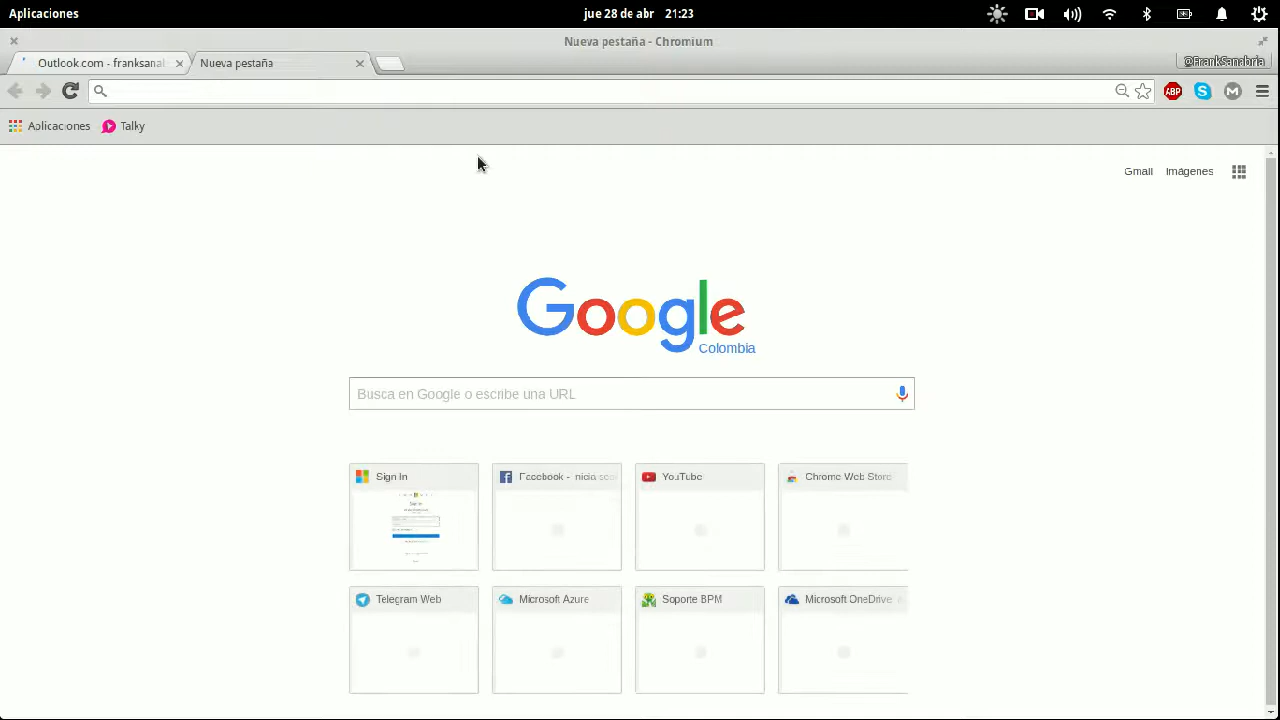 Aplicaciones
jue 28 de abr 21:23
Nueva pestaña - Chromium
Outlook.com - franksanab
Nueva pestaña
@FrankSanabria
ABP
Aplicaciones
Talky
Gmail
Imágenes
Google
Colombia
Busca en Google o escribe una URL
Sign In
Facebook - Inicia sesi
YouTube
Chrome Web Store
Telegram Web
Microsoft Azure
Soporte BPM
Microsoft OneDrive